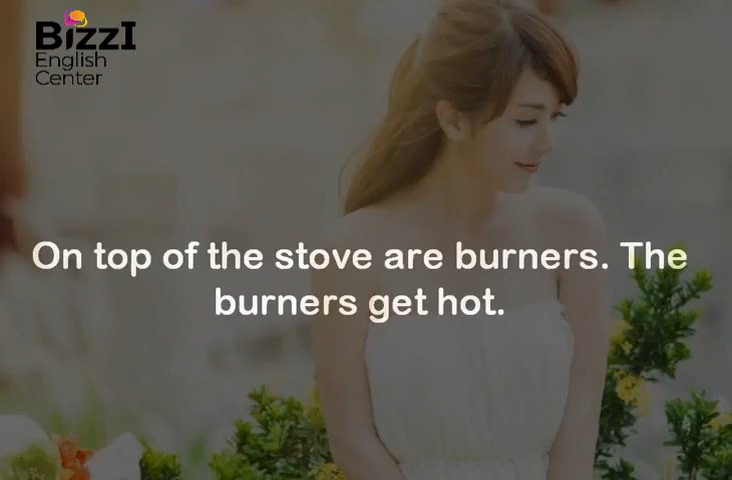 BizzI
English
Center
On top of the stove are burners. The
burners get hot.